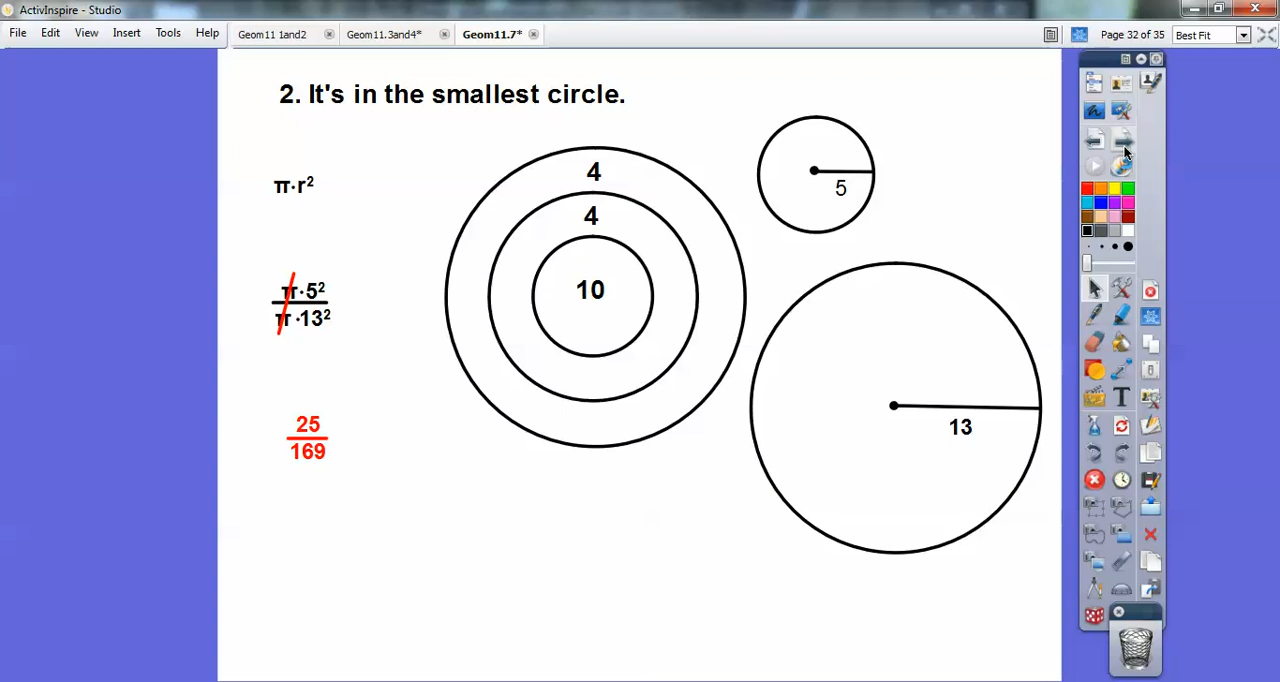 ActivInspire - Studio
File Edit View Insert Tools Help
Geom11 1and2 Geom11.3and4* Geom11.7*
Page 32 of 35 Best Fit
2. It's in the smallest circle.
π·r²
π·5²
π·13²
25
169
4
4
10
5
13
T